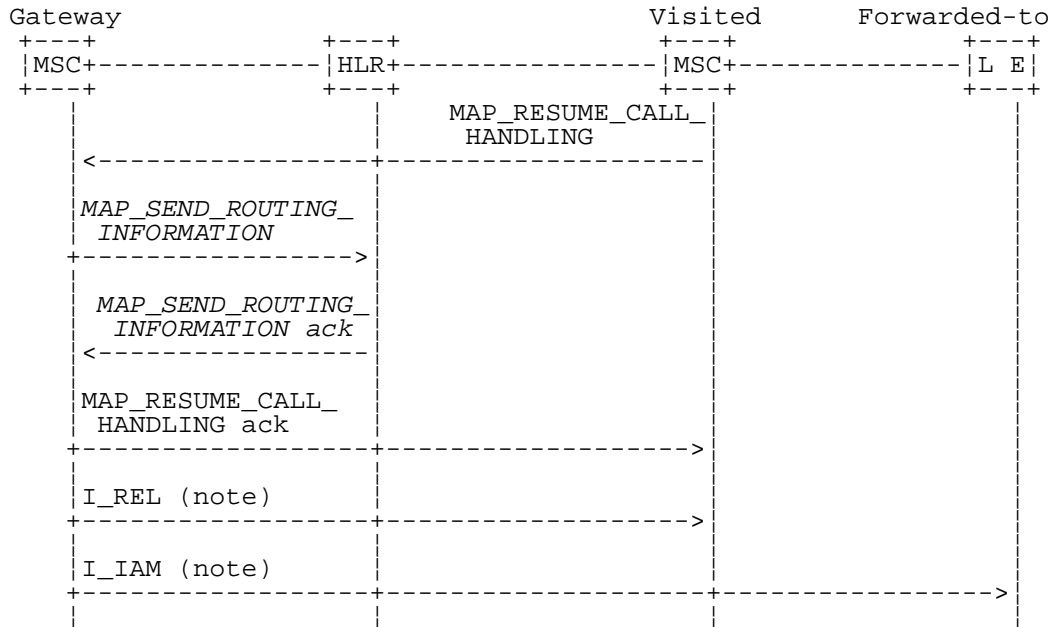 Gateway Visited Forwarded-to
MSC HLR MSC L E
MAP_RESUME_CALL_
HANDLING
MAP_SEND_ROUTING_
INFORMATION
MAP_SEND_ROUTING_
INFORMATION ack
MAP_RESUME_CALL_
HANDLING ack
I_REL (note)
I_IAM (note)